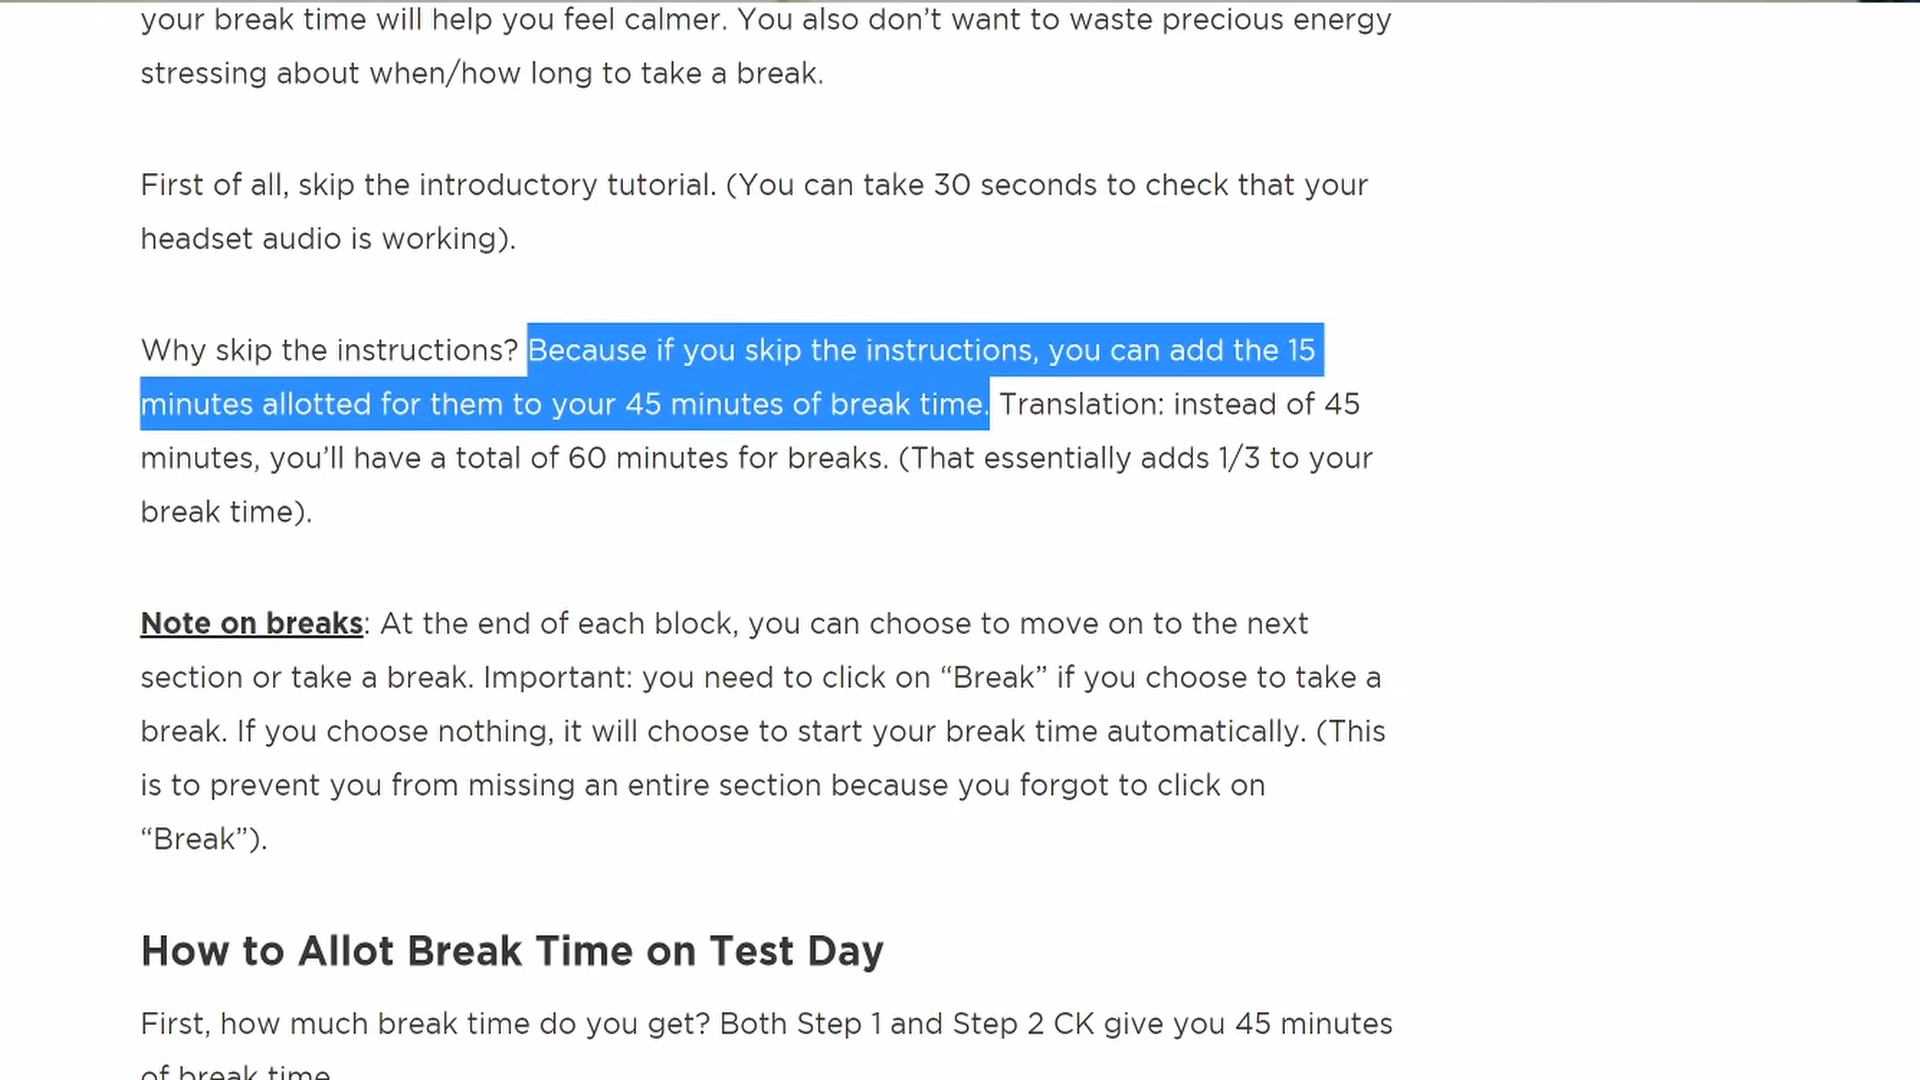 your break time will help you feel calmer. You also don’t want to waste precious energy
stressing about when/how long to take a break.
First of all, skip the introductory tutorial. (You can take 30 seconds to check that your
headset audio is working).
Why skip the instructions? Because if you skip the instructions, you can add the 15
minutes allotted for them to your 45 minutes of break time. Translation: instead of 45
minutes, you’ll have a total of 60 minutes for breaks. (That essentially adds 1/3 to your
break time).
Note on breaks: At the end of each block, you can choose to move on to the next
section or take a break. Important: you need to click on “Break” if you choose to take a
break. If you choose nothing, it will choose to start your break time automatically. (This
is to prevent you from missing an entire section because you forgot to click on
“Break”).
How to Allot Break Time on Test Day
First, how much break time do you get? Both Step 1 and Step 2 CK give you 45 minutes
of break time